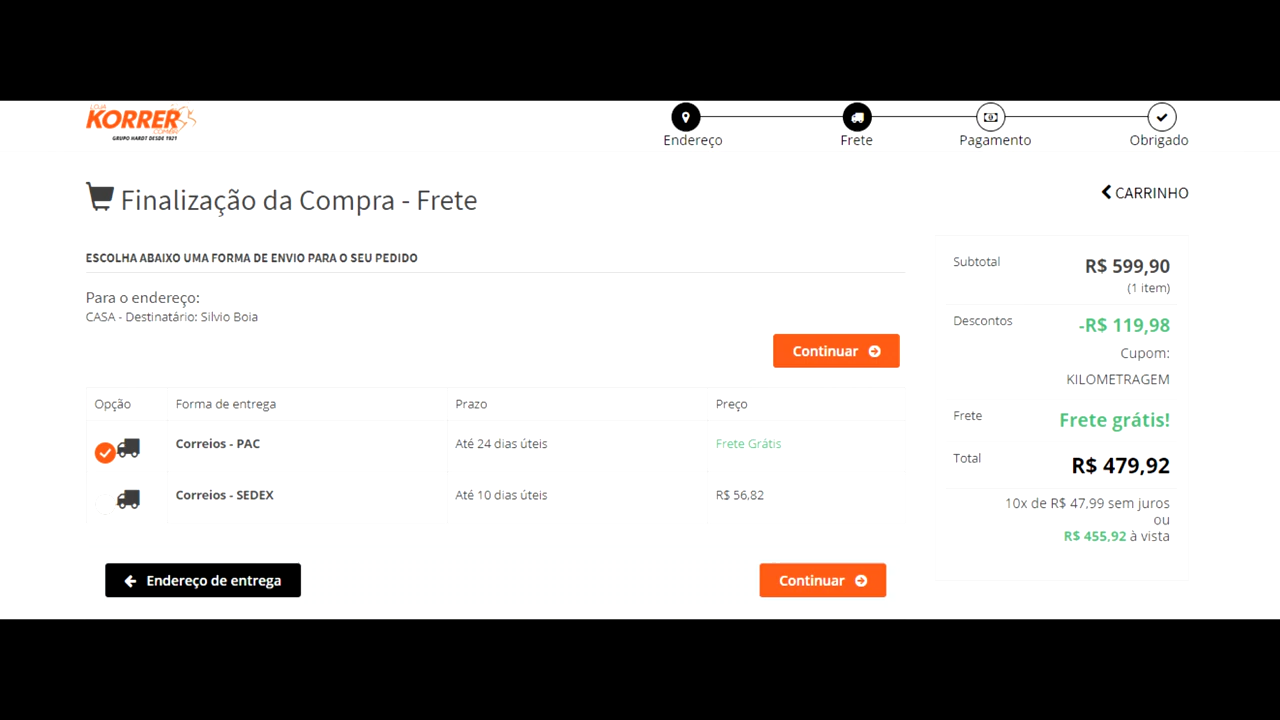 LOJA
KORRER
GRUPO HARDT DESDE 1921
Endereço
Frete
Pagamento
Obrigado
Finalização da Compra - Frete
CARRINHO
ESCOLHA ABAIXO UMA FORMA DE ENVIO PARA O SEU PEDIDO
Para o endereço:
CASA - Destinatário: Silvio Boia
Continuar
Opção Forma de entrega Prazo Preço
Correios - PAC Até 24 dias úteis Frete Grátis
Correios - SEDEX Até 10 dias úteis R$ 56,82
Endereço de entrega
Continuar
Subtotal R$ 599,90
(1 item)
Descontos -R$ 119,98
Cupom:
KILOMETRAGEM
Frete Frete grátis!
Total R$ 479,92
10x de R$ 47,99 sem juros
ou
R$ 455,92 à vista